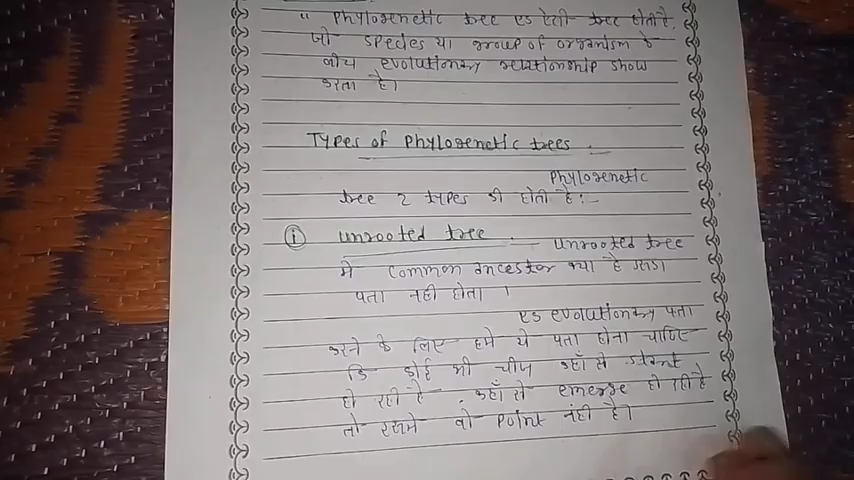 " Phylogenetic tree एक ऐसी tree होती है,
जो species या group of organism के
बीच evolutionary relationship show
करता है।
Types of Phylogenetic trees.
Phylogenetic
tree 2 types की होती है:-
i unrooted tree. unrooted tree
मे common ancestor क्या है उसका
पता नही होता।
evolutionary पता
करने के लिए हमे ये पता होना चाहिए
कि कोई भी चीज कहाँ से start
हो रही है, कहाँ से emerge हो रही है
तो इसमे वो point नही है।